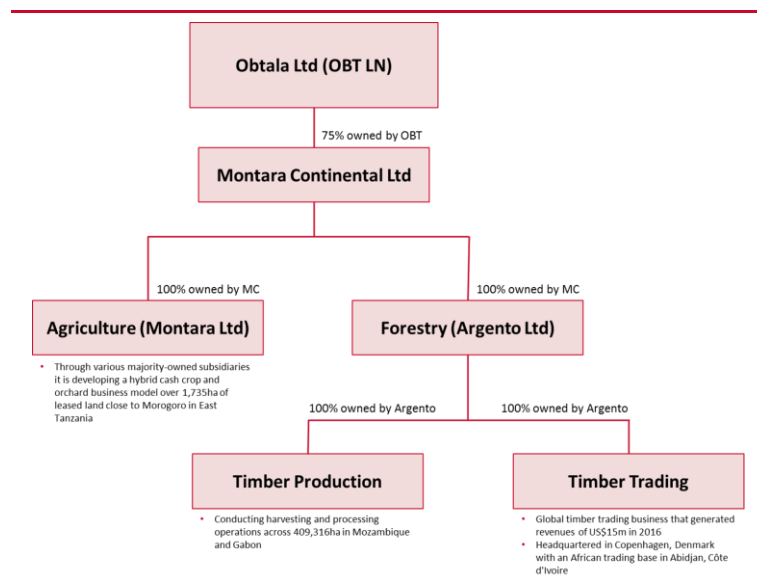 Obtala Ltd (OBT LN)
75% owned by OBT
Montara Continental Ltd
100% owned by MC
100% owned by MC
Agriculture (Montara Ltd)
Forestry (Argento Ltd)
• Through various majority-owned subsidiaries
it is developing a hybrid cash crop and
orchard business model over 1,735ha of
leased land close to Morogoro in East
Tanzania
100% owned by Argento
100% owned by Argento
Timber Production
Timber Trading
• Conducting harvesting and processing
operations across 409,316ha in Mozambique
and Gabon
• Global timber trading business that generated
revenues of US$15m in 2016
• Headquartered in Copenhagen, Denmark
with an African trading base in Abidjan, Côte
d'Ivoire